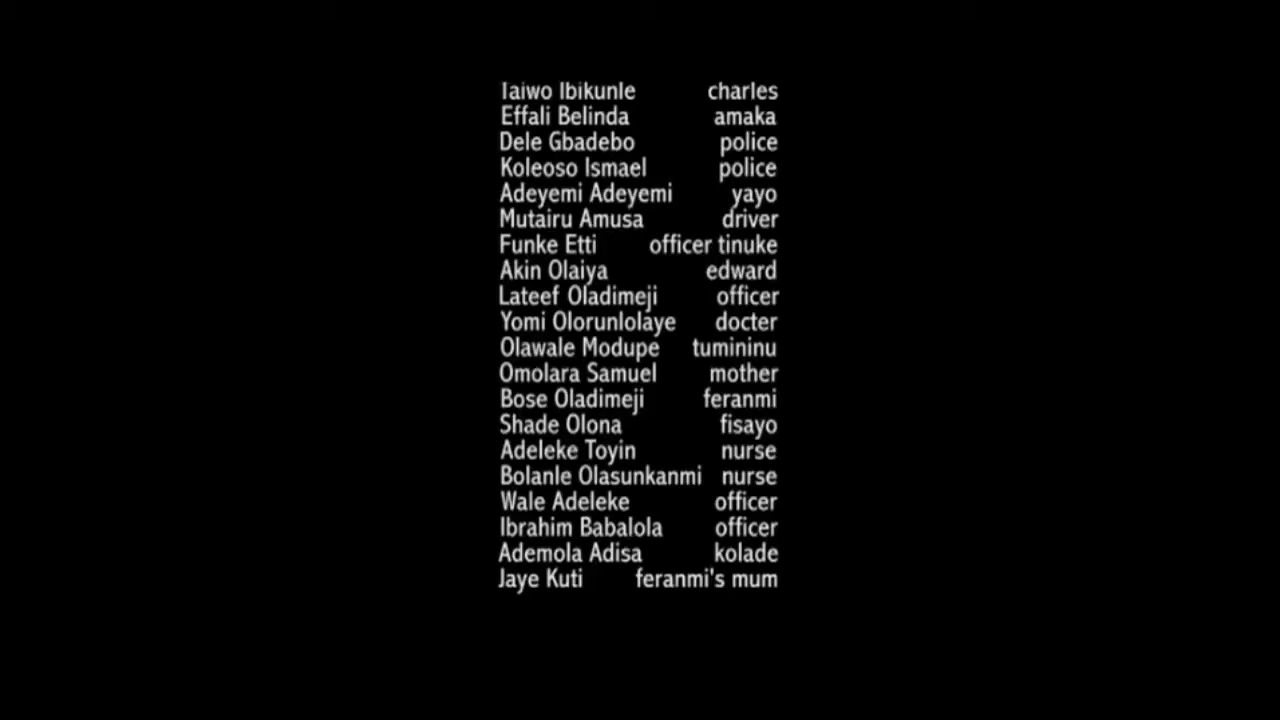 Taiwo Ibikunle charles
Effali Belinda amaka
Dele Gbadebo police
Koleoso Ismael police
Adeyemi Adeyemi yayo
Mutairu Amusa driver
Funke Etti officer tinuke
Akin Olaiya edward
Lateef Oladimeji officer
Yomi Olorunlolaye docter
Olawale Modupe tumininu
Omolara Samuel mother
Bose Oladimeji feranmi
Shade Olona fisayo
Adeleke Toyin nurse
Bolanle Olasunkanmi nurse
Wale Adeleke officer
Ibrahim Babalola officer
Ademola Adisa kolade
Jaye Kuti feranmi's mum